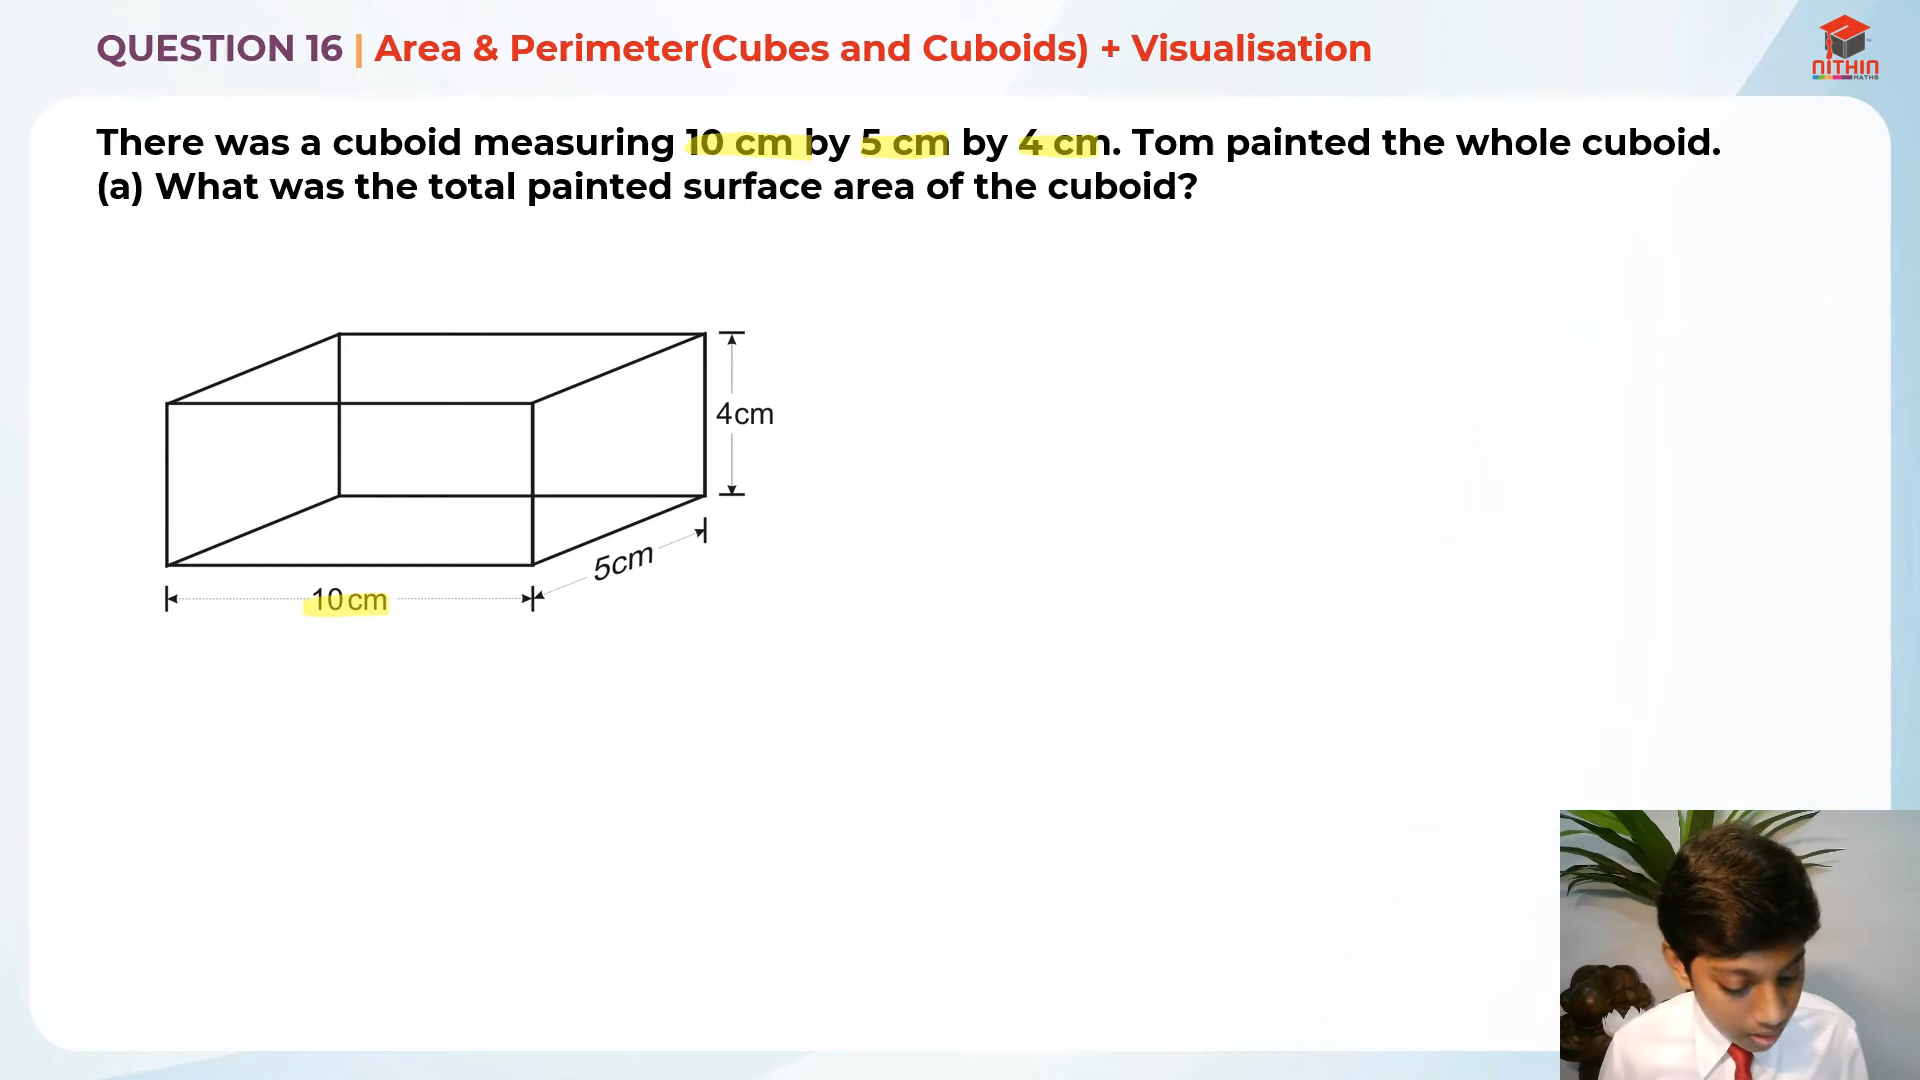 QUESTION 16 | Area & Perimeter(Cubes and Cuboids) + Visualisation
NITHIN
MATHS
There was a cuboid measuring 10 cm by 5 cm by 4 cm. Tom painted the whole cuboid.
(a) What was the total painted surface area of the cuboid?
4cm
5cm
10cm